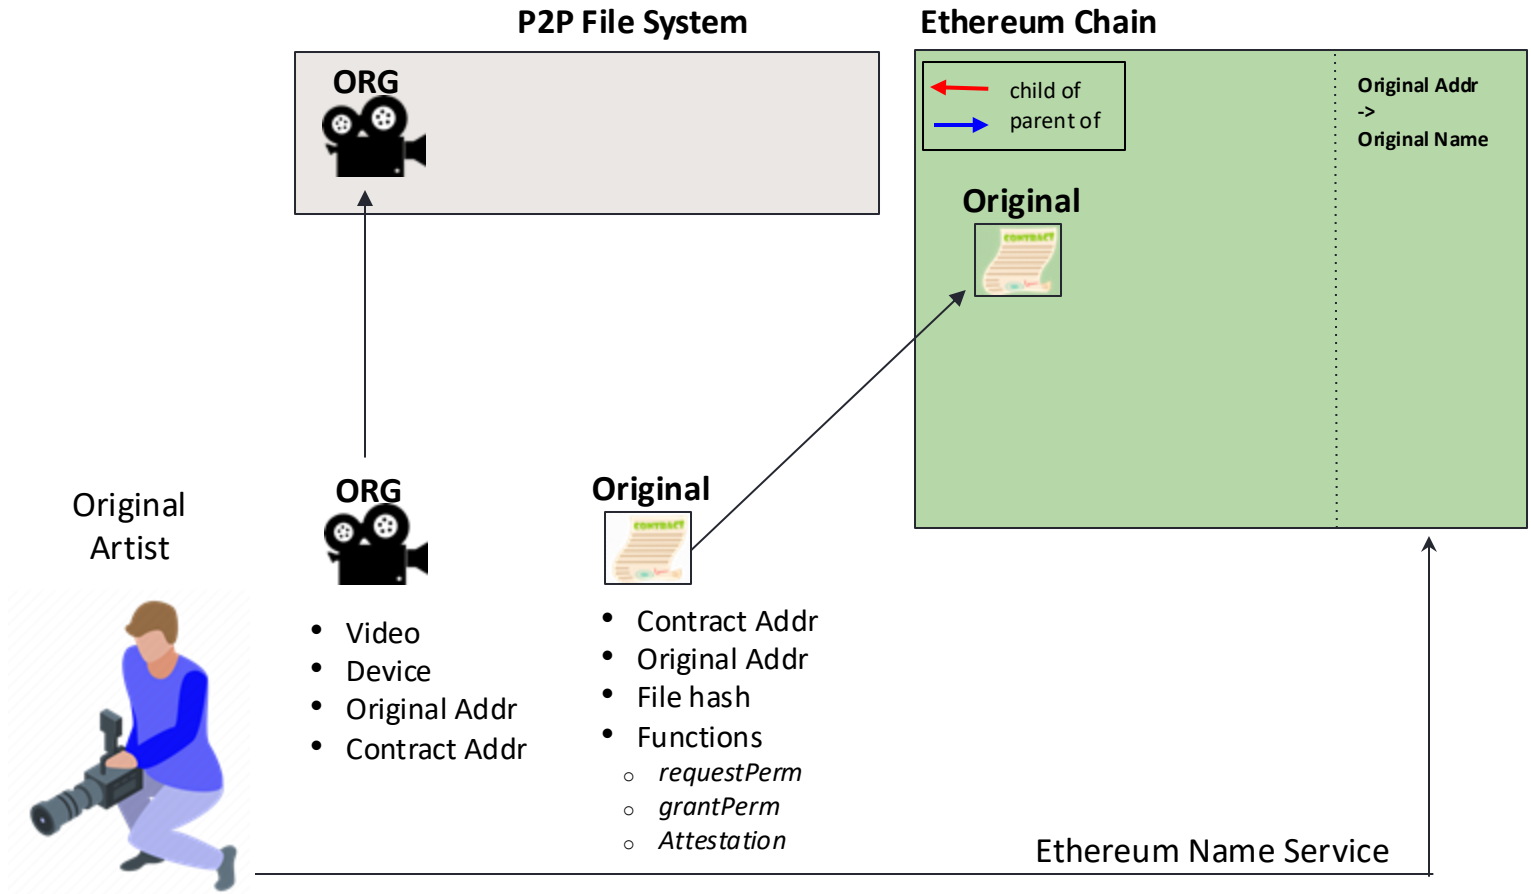 P2P File System
Ethereum Chain
ORG
child of
parent of
Original Addr
->
Original Name
Original
CONTRACT
Original
Artist
ORG
Original
CONTRACT
• Video
• Device
• Original Addr
• Contract Addr
• Contract Addr
• Original Addr
• File hash
• Functions
o requestPerm
o grantPerm
o Attestation
Ethereum Name Service